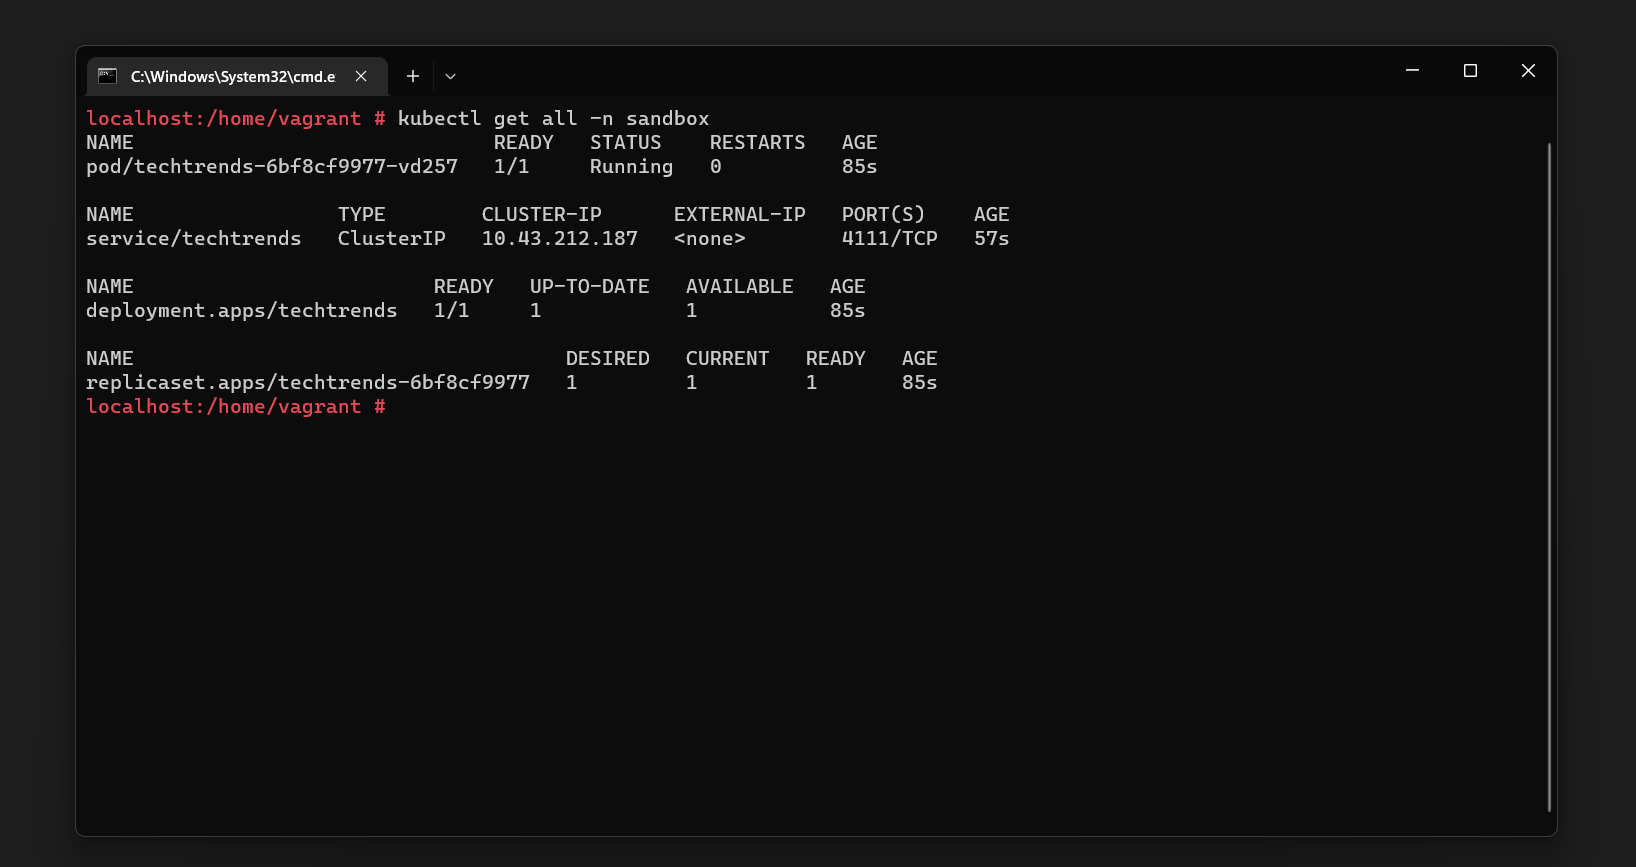 C:\Windows\System32\cmd.e
localhost:/home/vagrant # kubectl get all -n sandbox
NAME                              READY   STATUS    RESTARTS   AGE
pod/techtrends-6bf8cf9977-vd257   1/1     Running   0          85s
NAME                 TYPE        CLUSTER-IP      EXTERNAL-IP   PORT(S)    AGE
service/techtrends   ClusterIP   10.43.212.187   <none>        4111/TCP   57s
NAME                         READY   UP-TO-DATE   AVAILABLE   AGE
deployment.apps/techtrends   1/1     1            1           85s
NAME                                    DESIRED   CURRENT   READY   AGE
replicaset.apps/techtrends-6bf8cf9977   1         1         1       85s
localhost:/home/vagrant #